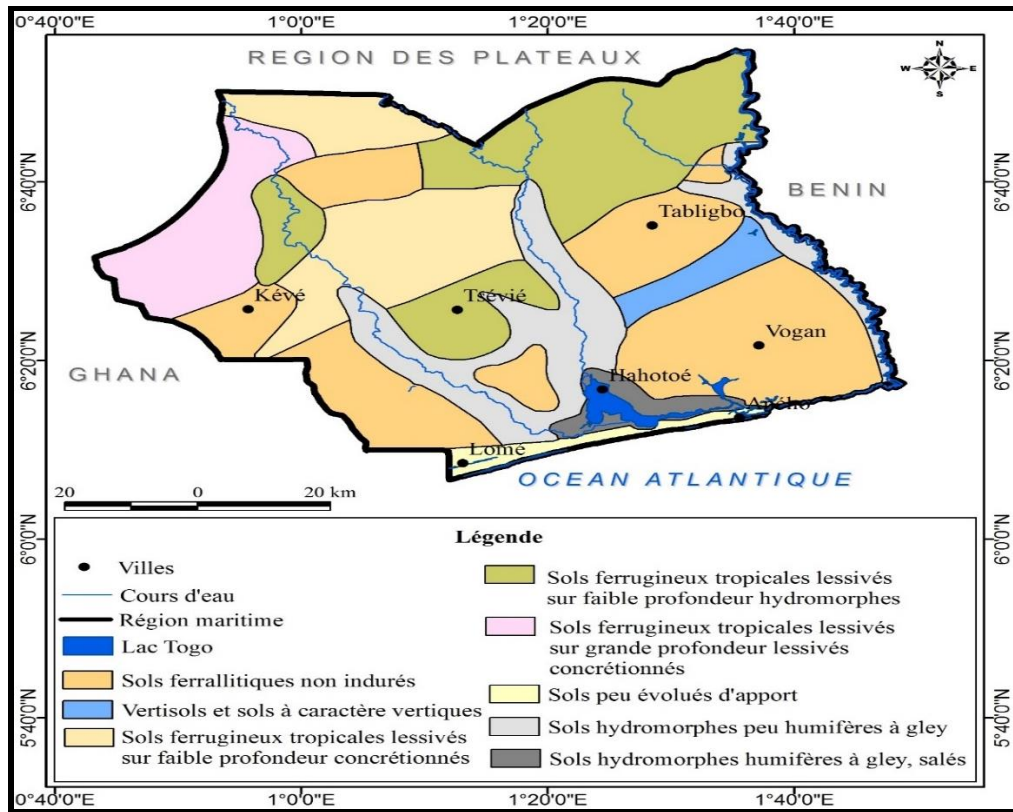 0°40'0"E
1°0'0"E
1°20'0"E
1°40'0"E
REGION DES PLATEAUX
N
W
E
S
6°40'0"N
6°40'0"N
BENIN
Tabligbo
Kévé
Tsévié
Vogan
6°20'0"N
6°20'0"N
GHANA
Hahotoé
Aného
Lomé
OCEAN ATLANTIQUE
20
0
20 km
6°0'0"N
6°0'0"N
Légende
Villes
Cours d'eau
Région maritime
Lac Togo
Sols ferrallitiques non indurés
Vertisols et sols à caractère vertiques
Sols ferrugineux tropicales lessivés
sur faible profondeur concrétionnés
Sols ferrugineux tropicales lessivés
sur faible profondeur hydromorphes
Sols ferrugineux tropicales lessivés
sur grande profondeur lessivés
concrétionnés
Sols peu évolués d'apport
Sols hydromorphes peu humifères à gley
Sols hydromorphes humifères à gley, salés
5°40'0"N
5°40'0"N
0°40'0"E
1°0'0"E
1°20'0"E
1°40'0"E